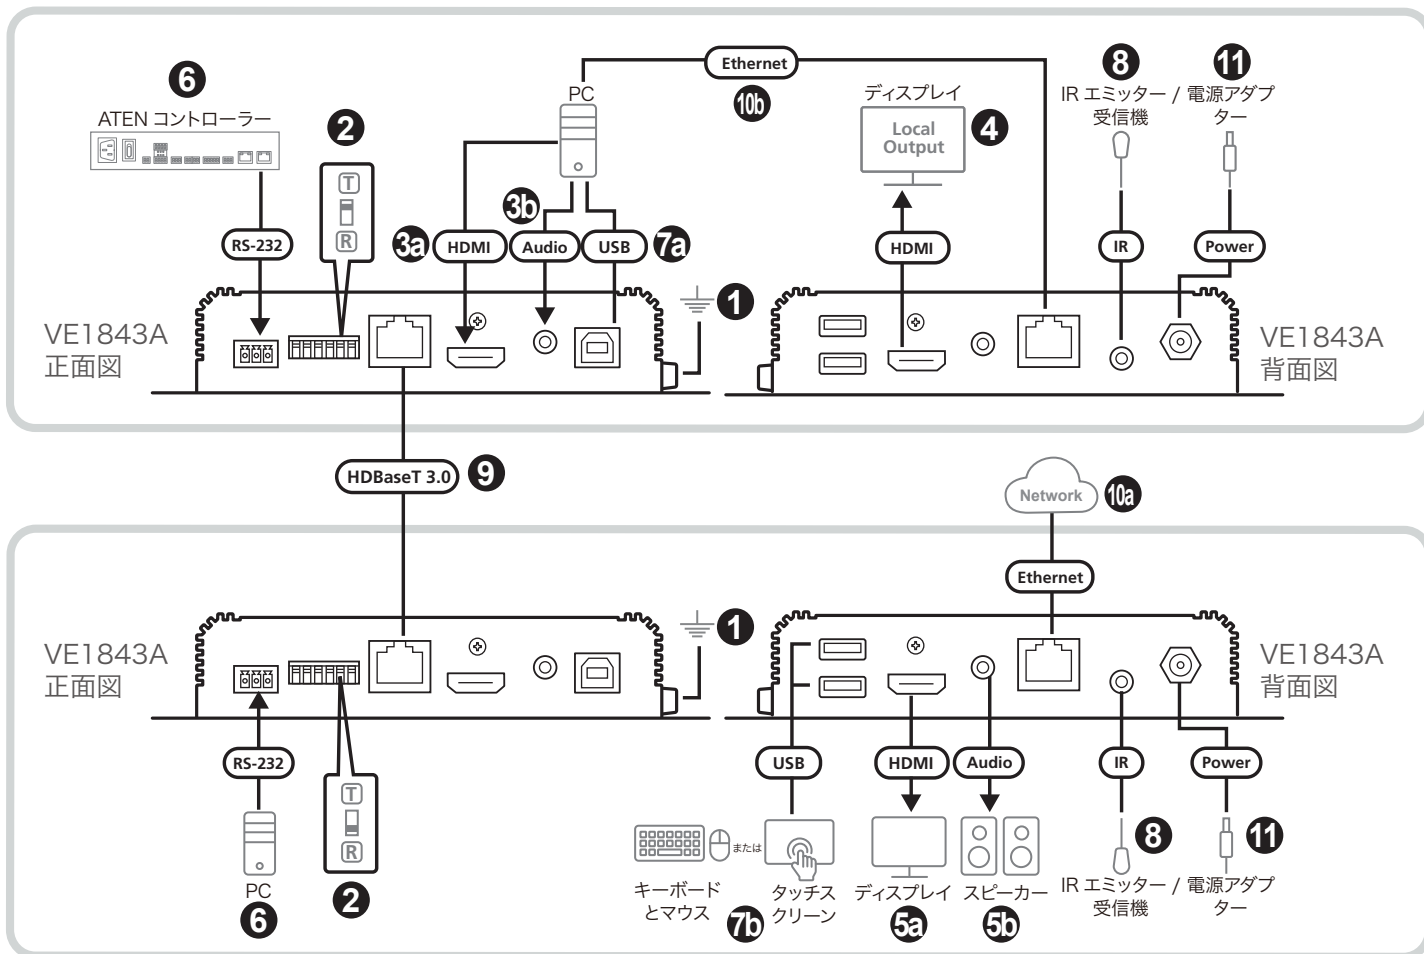 6
ATEN コントローラー
2
T
R
RS-232
PC
Ethernet
10b
3a
HDMI
3b
Audio
USB
7a
ディスプレイ
Local
Output
4
HDMI
8
IR エミッター /
受信機
IR
11
電源アダプ
ター
Power
1
VE1843A
正面図
VE1843A
背面図
HDBaseT 3.0
9
Network
10a
Ethernet
VE1843A
正面図
1
VE1843A
背面図
RS-232
PC
6
T
R
2
USB
HDMI
Audio
IR
Power
または
キーボード
とマウス
7b
タッチス
クリーン
ディスプレイ
5a
スピーカー
5b
8
IR エミッター /
受信機
11
電源アダプ
ター